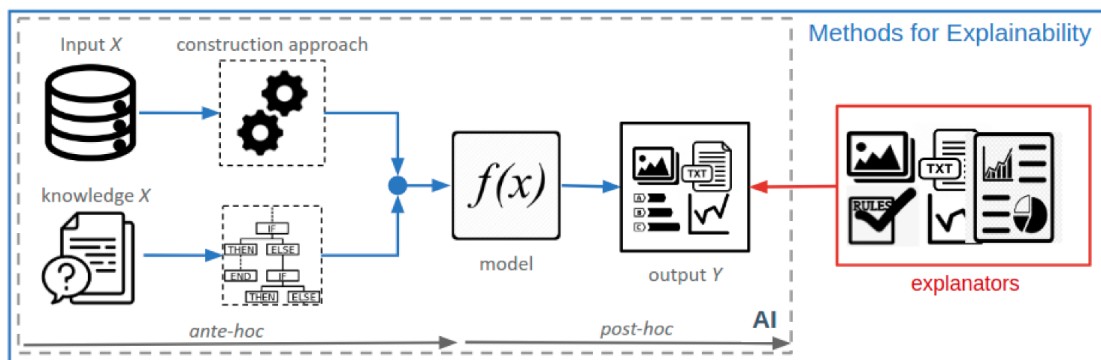 Methods for Explainability
Input X
construction approach
knowledge X
IF
THEN
ELSE
END
IF
THEN
ELSE
f(x)
model
TXT
A
B
C
output Y
TXT
RULES
explanators
ante-hoc
post-hoc
AI